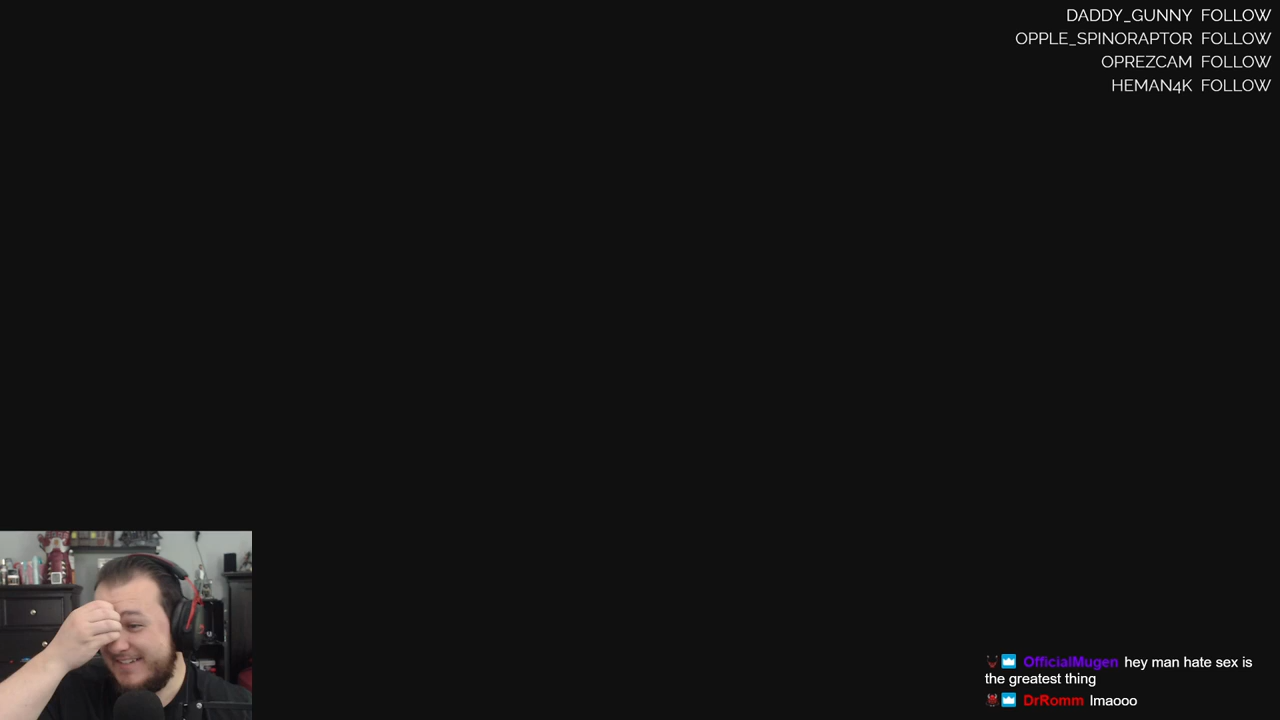 DADDY_GUNNY FOLLOW
OPPLE_SPINORAPTOR FOLLOW
OPREZCAM FOLLOW
HEMAN4K FOLLOW
OfficialMugen hey man hate sex is
the greatest thing
DrRomm lmaooo